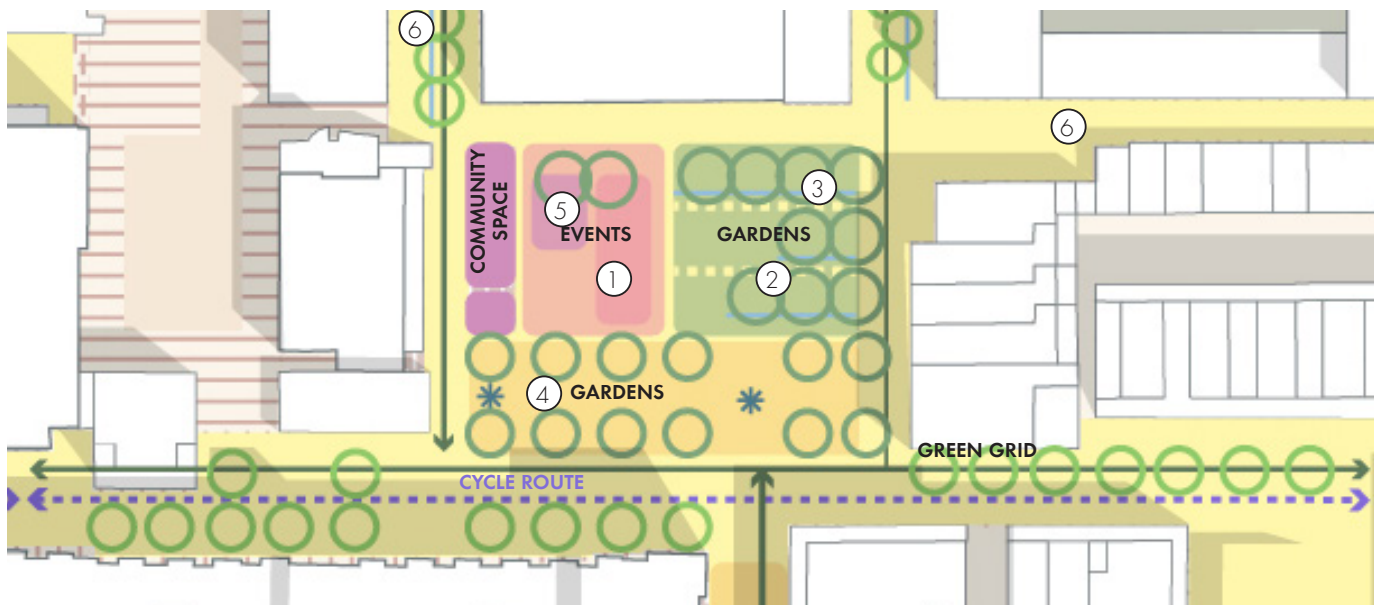 6
6
COMMUNITY
SPACE
3
5
EVENTS
GARDENS
1
2
4
GARDENS
GREEN GRID
CYCLE ROUTE